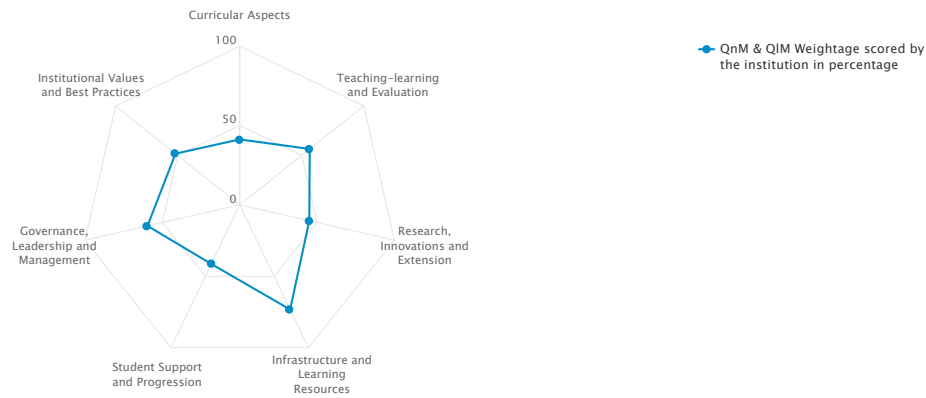 Curricular Aspects
100
50
0
Teaching-learning
and Evaluation
Research,
Innovations and
Extension
Infrastructure and
Learning
Resources
Student Support
and Progression
Governance,
Leadership and
Management
Institutional Values
and Best Practices
QnM & QlM Weightage scored by
the institution in percentage